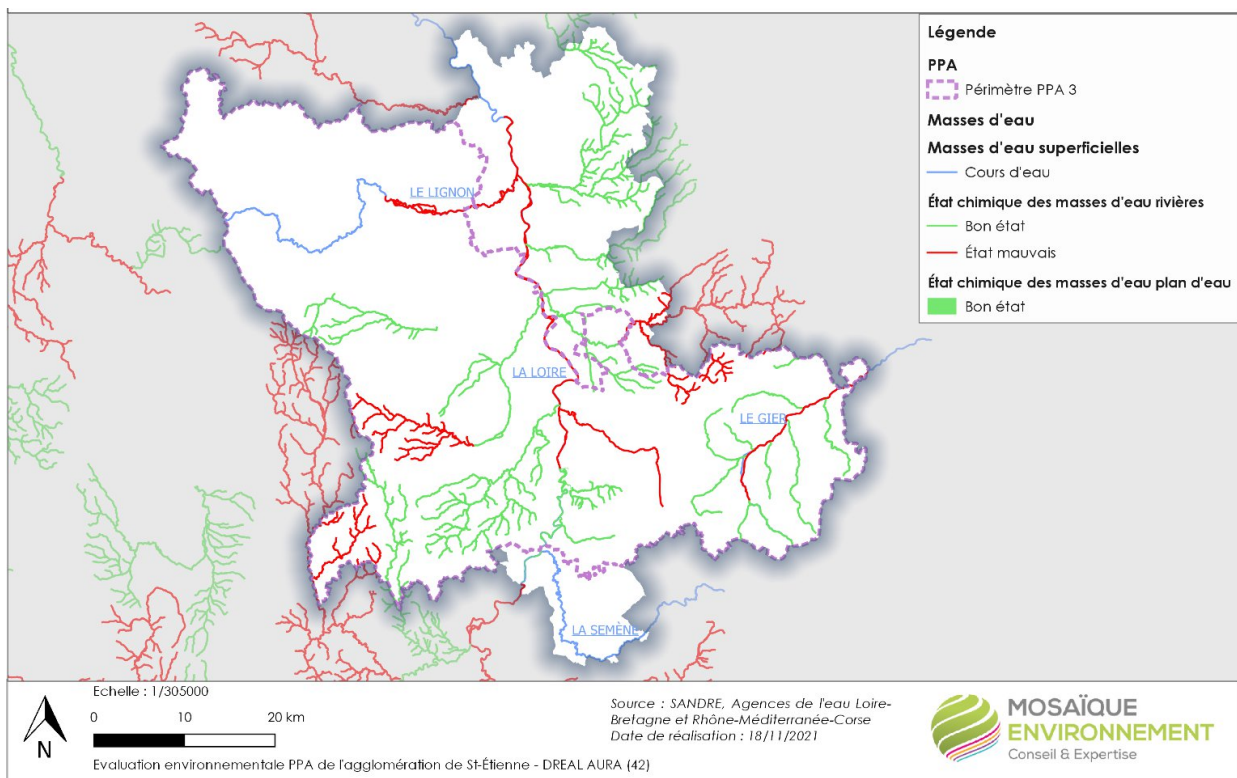 Légende
PPA
Périmètre PPA 3
Masses d'eau
Masses d'eau superficielles
Cours d'eau
État chimique des masses d'eau rivières
Bon état
État mauvais
État chimique des masses d'eau plan d'eau
Bon état
LE LIGNON
LA LOIRE
LE GIER
LA SEMÈNE
N
Echelle : 1/305000
0 10 20 km
Evaluation environnementale PPA de l'agglomération de St-Étienne - DREAL AURA (42)
Source : SANDRE, Agences de l'eau Loire-
Bretagne et Rhône-Méditerranée-Corse
Date de réalisation : 18/11/2021
MOSAÏQUE
ENVIRONNEMENT
Conseil & Expertise